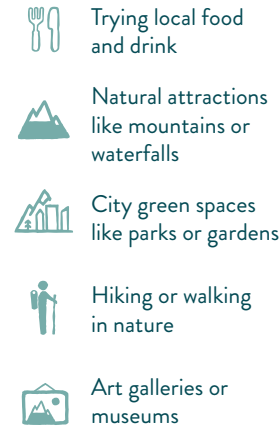 Trying local food
and drink
Natural attractions
like mountains or
waterfalls
City green spaces
like parks or gardens
Hiking or walking
in nature
Art galleries or
museums